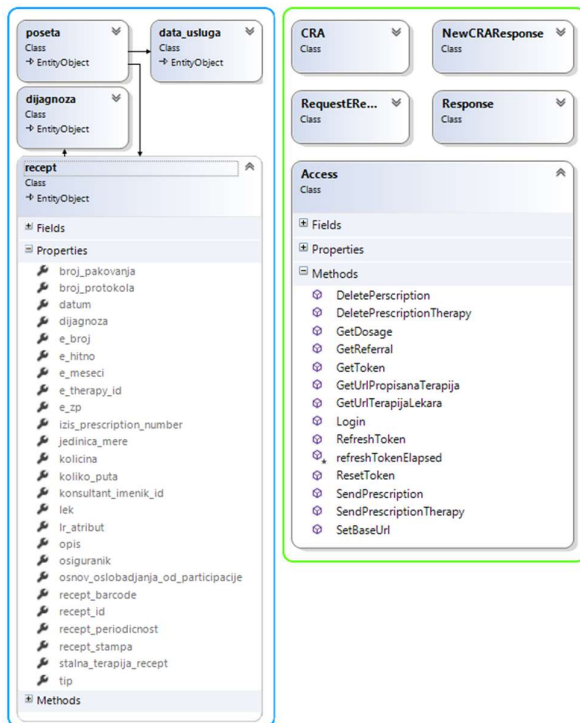 poseta
Class
EntityObject
data_usluga
Class
EntityObject
dijagnoza
Class
EntityObject
recept
Class
EntityObject
Fields
Properties
broj_pakovanja
broj_protokola
datum
dijagnoza
e_broj
e_hitno
e_meseci
e_therapy_id
e_zp
izis_prescription_number
jedinica_mere
kolicina
koliko_puta
konsultant_imenik_id
lek
lr_atribut
opis
osiguranik
osnov_oslobadjanja_od_participacije
recept_barcode
recept_id
recept_periodicnost
recept_stampa
stalna_terapija_recept
tip
Methods
CRA
Class
NewCRAResponse
Class
RequestERe...
Class
Response
Class
Access
Class
Fields
Properties
Methods
DeletePerscription
DeletePrescriptionTherapy
GetDosage
GetReferral
GetToken
GetUrlPropisanaTerapija
GetUrlTerapijaLekara
Login
RefreshToken
refreshTokenElapsed
ResetToken
SendPrescription
SendPrescriptionTherapy
SetBaseUrl